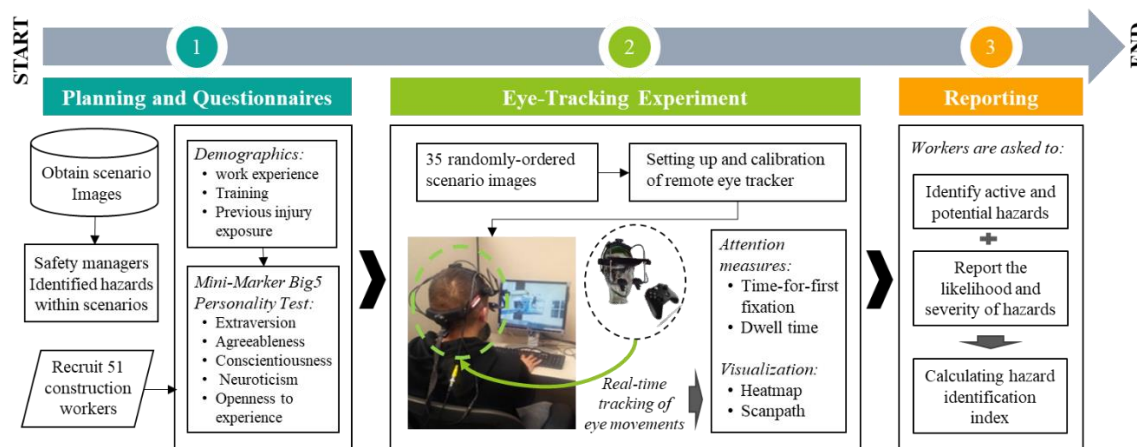 START
1
2
3
END
Planning and Questionnaires
Obtain scenario
Images
Safety managers
Identified hazards
within scenarios
Recruit 51
construction
workers
Demographics:
• work experience
• Training
• Previous injury
exposure
Mini-Marker Big5
Personality Test:
• Extraversion
• Agreeableness
• Conscientiousness
• Neuroticism
• Openness to
experience
Eye-Tracking Experiment
35 randomly-ordered
scenario images
Setting up and calibration
of remote eye tracker
Real-time
tracking of
eye movements
Attention
measures:
• Time-for-first
fixation
• Dwell time
Visualization:
• Heatmap
• Scanpath
Reporting
Workers are asked to:
Identify active and
potential hazards
Report the
likelihood and
severity of hazards
Calculating hazard
identification
index